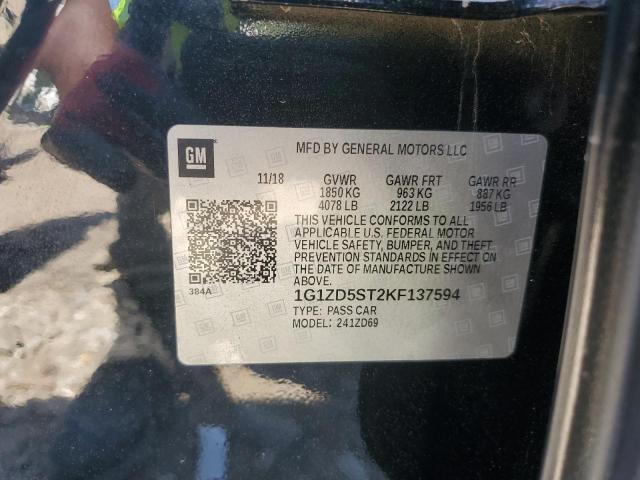 GM
MFD BY GENERAL MOTORS LLC
11/18 GVWR GAWR FRT GAWR RR
1850 KG 963 KG 887 KG
4078 LB 2122 LB 1956 LB
THIS VEHICLE CONFORMS TO ALL
APPLICABLE U.S. FEDERAL MOTOR
VEHICLE SAFETY, BUMPER, AND THEFT
PREVENTION STANDARDS IN EFFECT ON
THE DATE OF MANUFACTURE SHOWN
ABOVE.
384A
1G1ZD5ST2KF137594
TYPE: PASS CAR
MODEL: 241ZD69